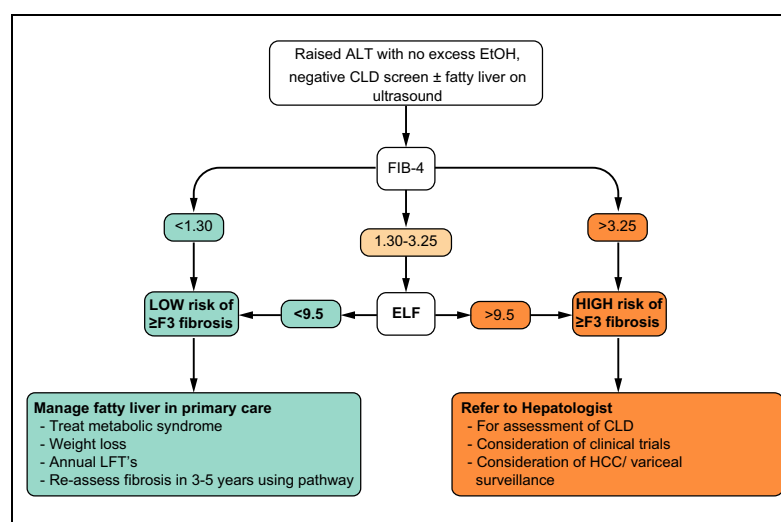 Raised ALT with no excess EtOH,
negative CLD screen ± fatty liver on
ultrasound
FIB-4
<1.30
1.30-3.25
>3.25
LOW risk of
≥F3 fibrosis
<9.5
ELF
>9.5
HIGH risk of
≥F3 fibrosis
Manage fatty liver in primary care
- Treat metabolic syndrome
- Weight loss
- Annual LFT's
- Re-assess fibrosis in 3-5 years using pathway
Refer to Hepatologist
- For assessment of CLD
- Consideration of clinical trials
- Consideration of HCC/ variceal
surveillance